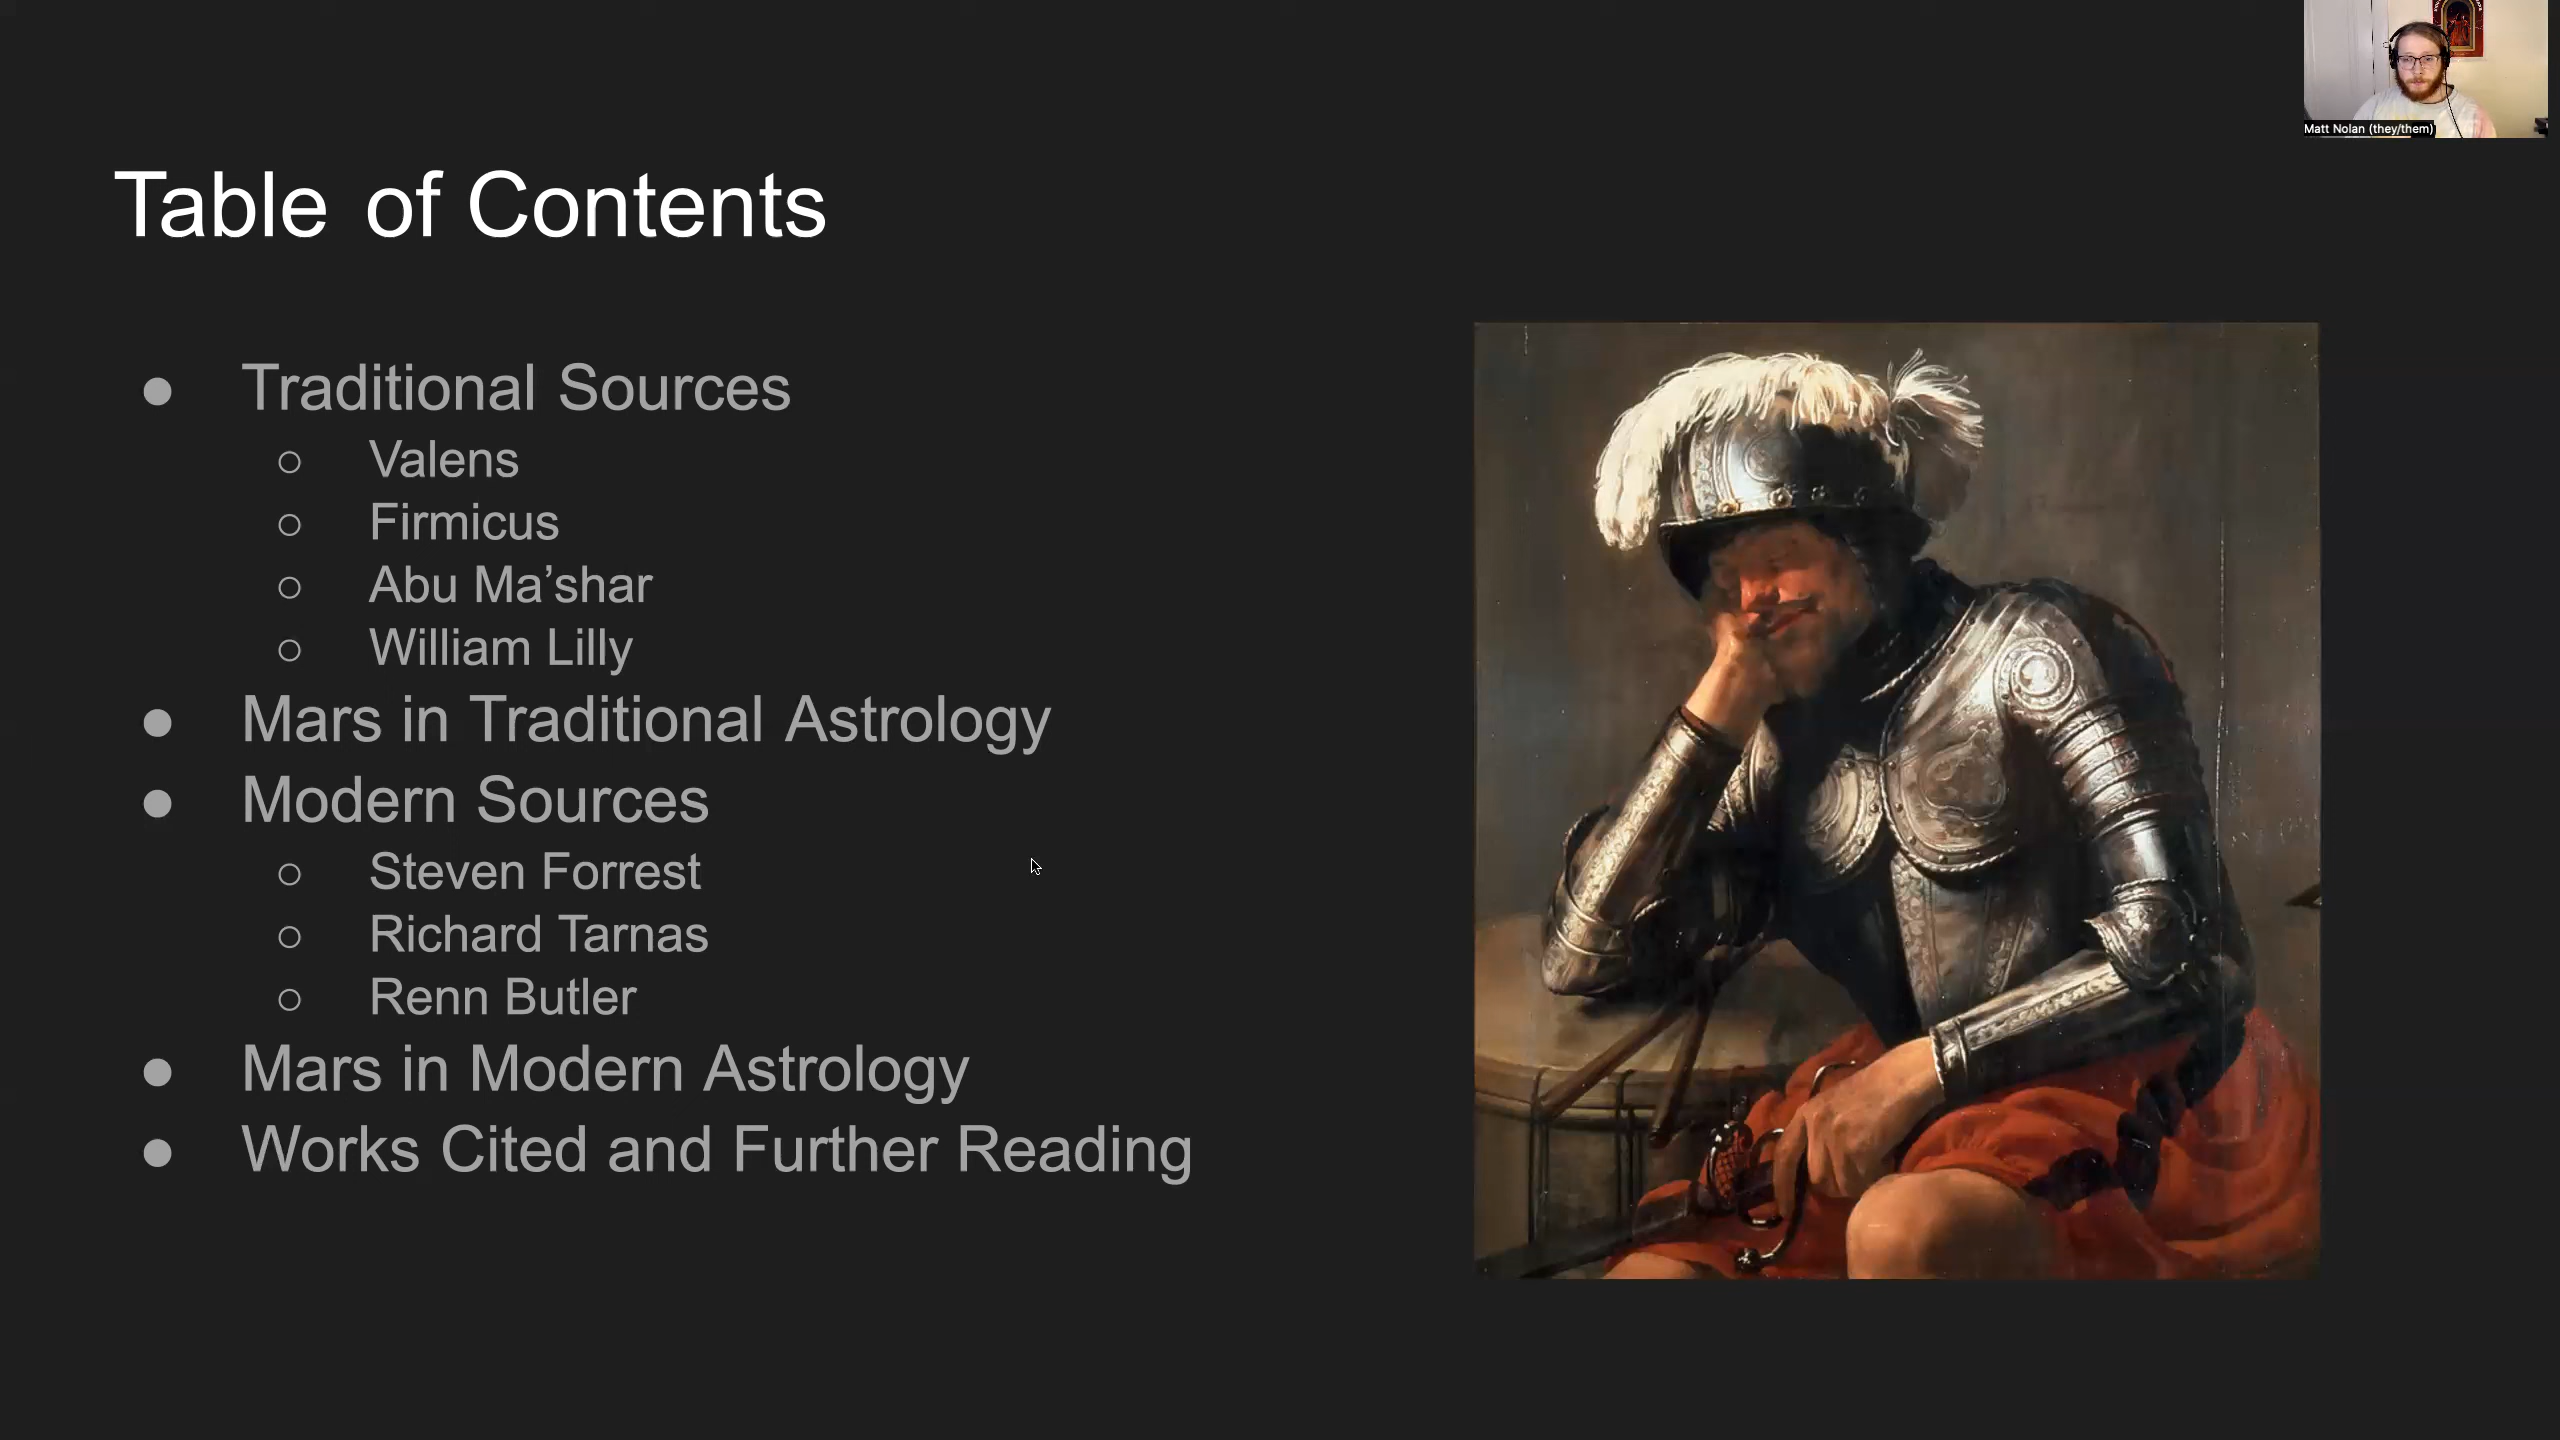 Matt Nolan (they/them)
Table of Contents
● Traditional Sources
○ Valens
○ Firmicus
○ Abu Ma’shar
○ William Lilly
● Mars in Traditional Astrology
● Modern Sources
○ Steven Forrest
○ Richard Tarnas
○ Renn Butler
● Mars in Modern Astrology
● Works Cited and Further Reading